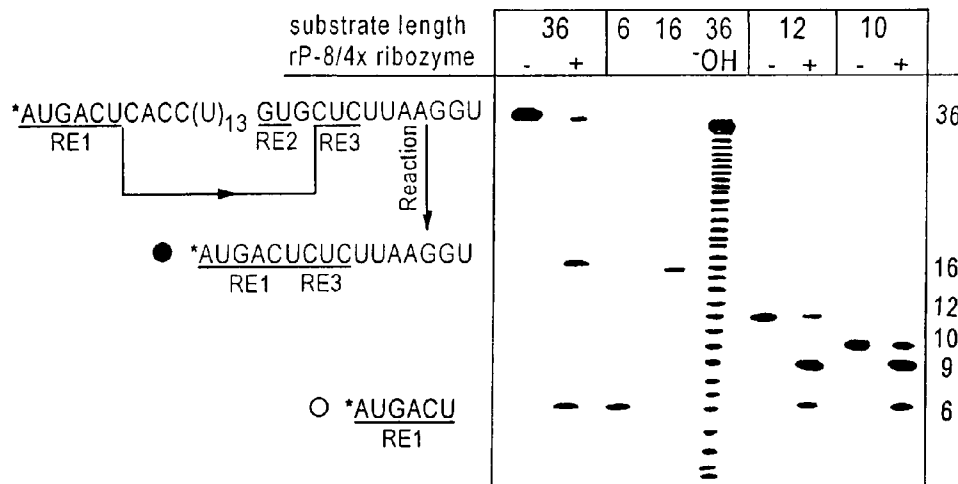 substrate length 36 6 16 36 12 10
rP-8/4x ribozyme - + ⁻OH - + - +
*AUGACUCACC(U)₁₃ GUGCUCUUAAGGU
RE1 RE2 RE3
Reaction
● *AUGACUCUCUUAAGGU
RE1 RE3
○ *AUGACU
RE1
36
16
12
10
9
6